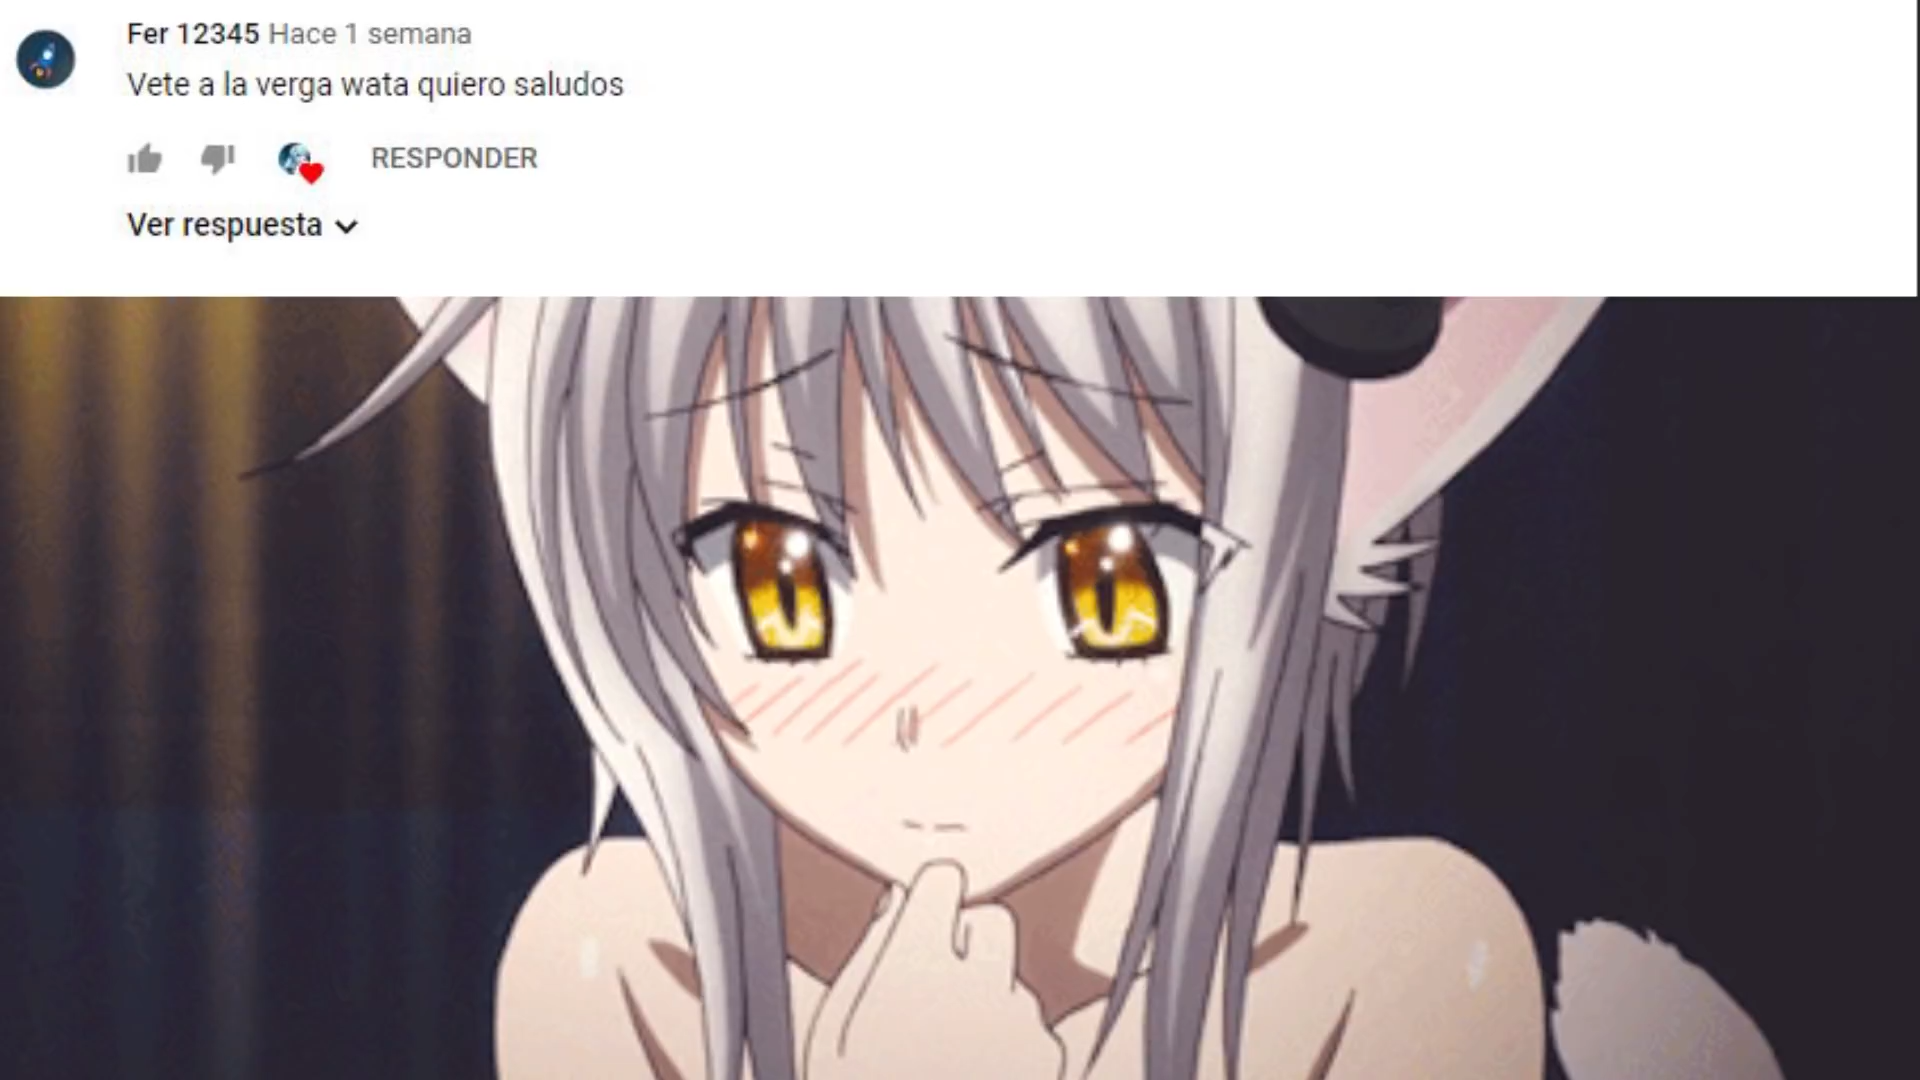 Fer 12345 Hace 1 semana
Vete a la verga wata quiero saludos
RESPONDER
Ver respuesta